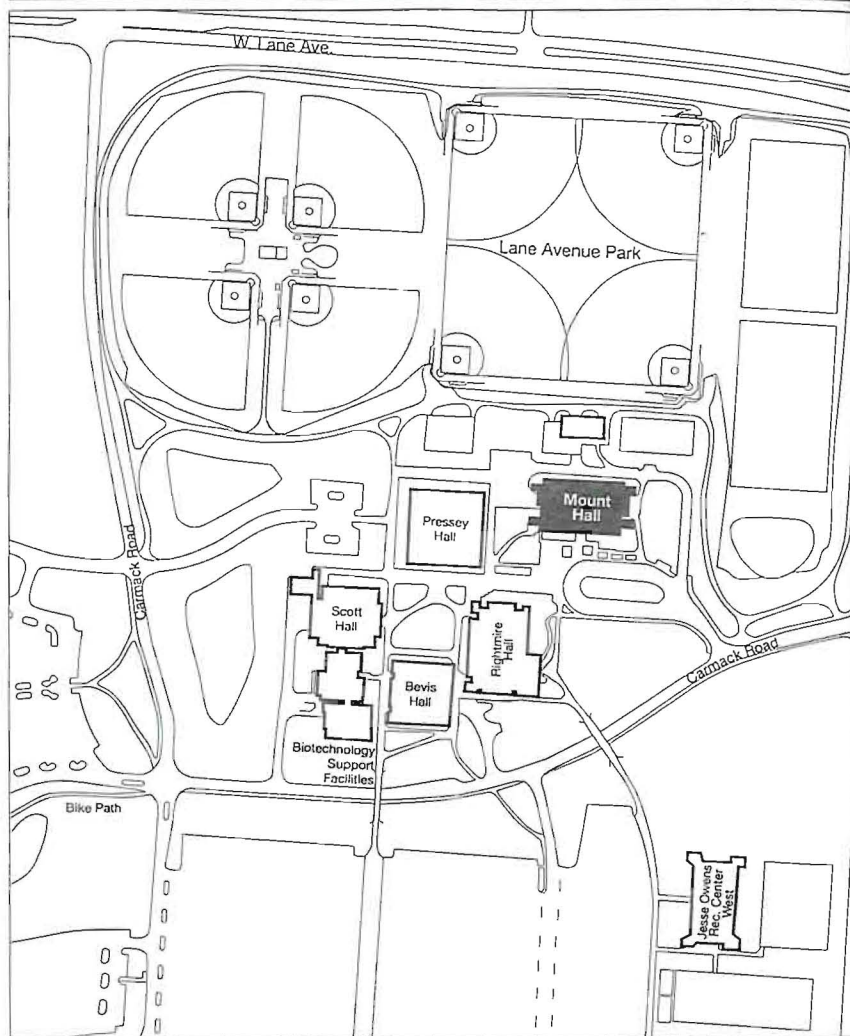 W. Lane Ave.
Lane Avenue Park
Mount
Hall
Pressey
Hall
Carmack Road
Scott
Hall
Rightmire
Hall
Carmack Road
Bevis
Hall
Biotechnology
Support
Facilities
Bike Path
Jesse Owens
Rec. Center
West